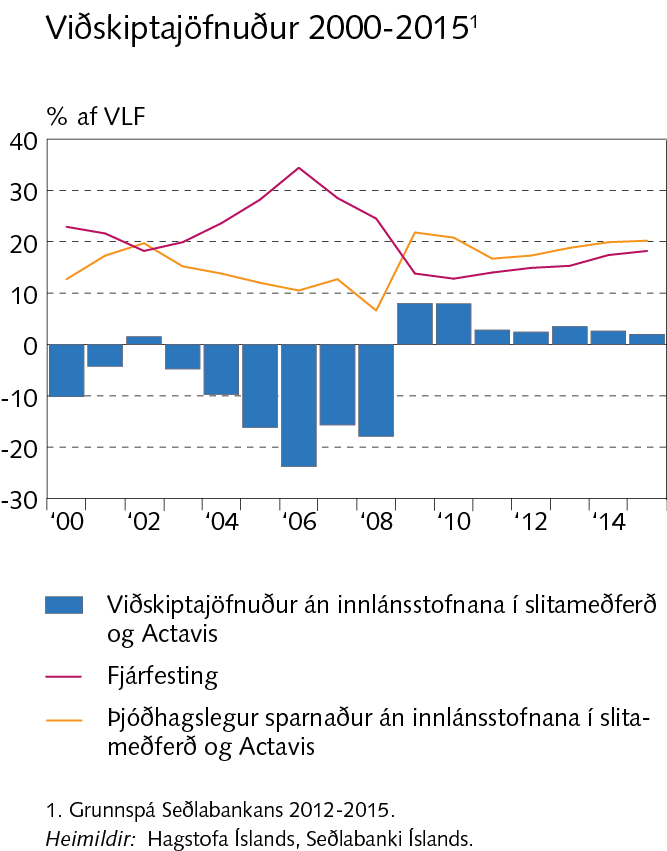 Viðskiptajöfnuður 2000-2015¹
% af VLF
40
30
20
10
0
-10
-20
-30
‘00 ‘02 ‘04 ‘06 ‘08 ‘10 ‘12 ‘14
Viðskiptajöfnuður án innlánsstofnana í slitameðferð
og Actavis
Fjárfesting
Þjóðhagslegur sparnaður án innlánsstofnana í slita-
meðferð og Actavis
1. Grunnspá Seðlabankans 2012-2015.
Heimildir: Hagstofa Íslands, Seðlabanki Íslands.